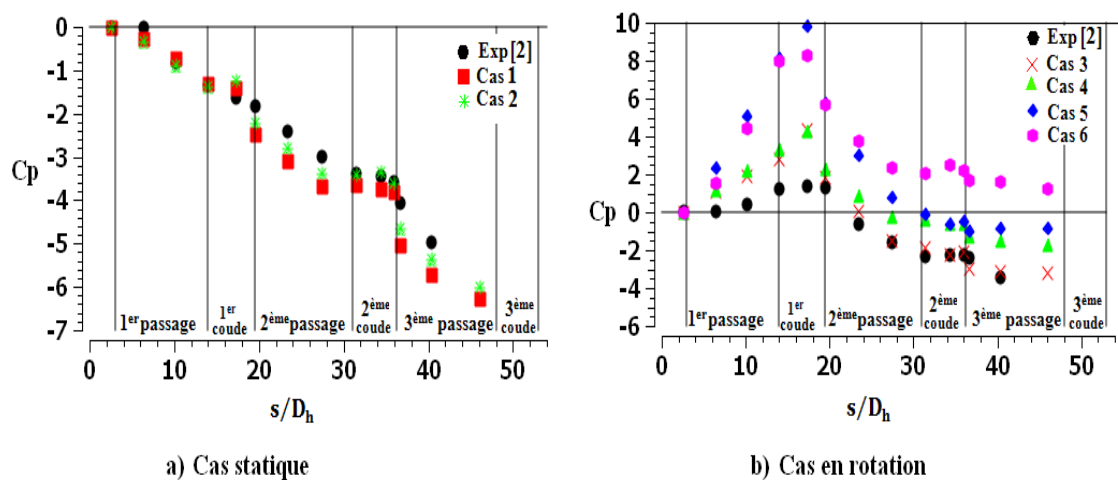 0
-1
-2
-3
-4
-5
-6
-7
Cp
Exp [2]
Cas 1
Cas 2
1er passage
1er coude
2ème passage
2ème coude
3ème passage
3ème coude
0 10 20 30 40 50
s/Dh
a) Cas statique
10
8
6
4
2
0
-2
-4
-6
Cp
Exp [2]
Cas 3
Cas 4
Cas 5
Cas 6
1er passage
1er coude
2ème passage
2ème coude
3ème passage
3ème coude
0 10 20 30 40 50
s/Dh
b) Cas en rotation